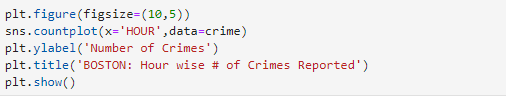 plt.figure(figsize=(10,5))
sns.countplot(x='HOUR',data=crime)
plt.ylabel('Number of Crimes')
plt.title('BOSTON: Hour wise # of Crimes Reported')
plt.show()